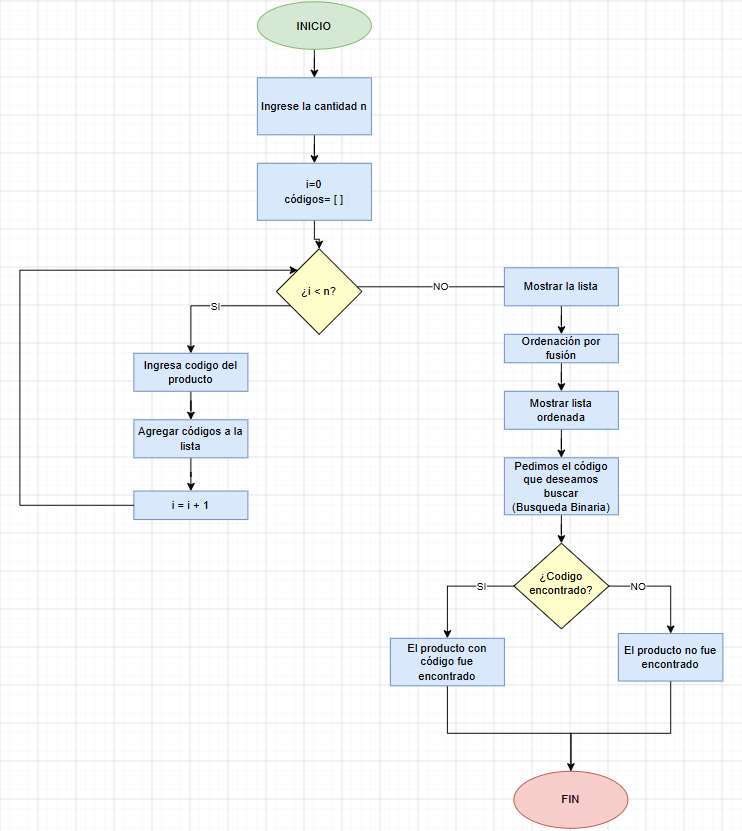 INICIO
Ingrese la cantidad n
i=0
códigos= [ ]
¿i < n?
NO
SI
Mostrar la lista
Ordenación por
fusión
Ingresa codigo del
producto
Mostrar lista
ordenada
Agregar códigos a la
lista
Pedimos el código
que deseamos
buscar
(Busqueda Binaria)
i = i + 1
¿Codigo
encontrado?
SI
NO
El producto con
código fue
encontrado
El producto no fue
encontrado
FIN